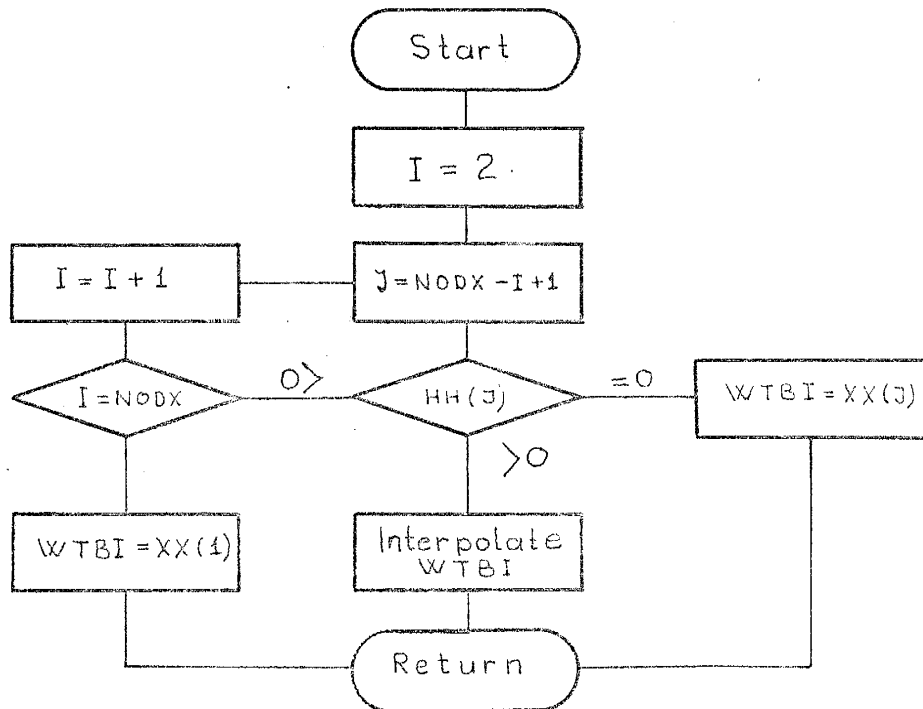 Start
I = 2
I = I + 1
J = NODX - I + 1
I = NODX
0>
HH(J)
=0
WTBI = XX(J)
>0
WTBI = XX(1)
Interpolate
WTBI
Return